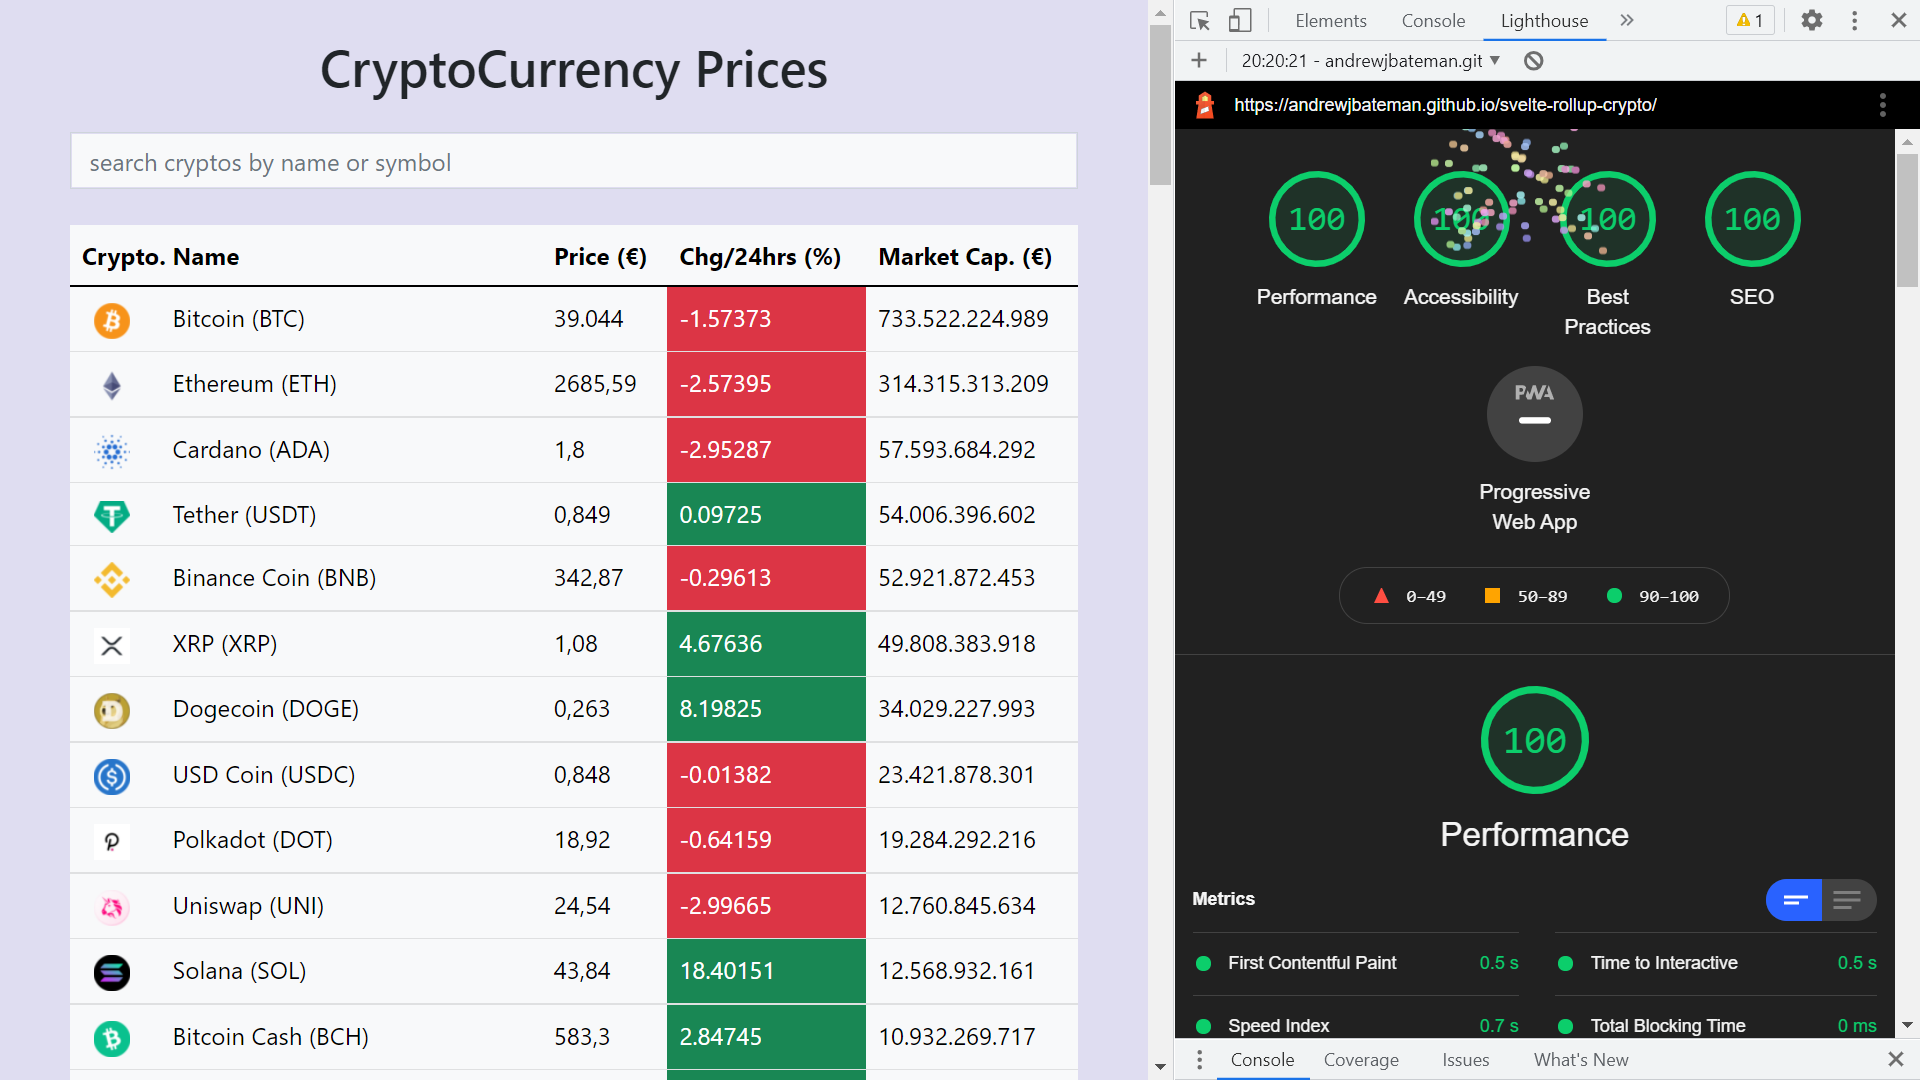 CryptoCurrency Prices
search cryptos by name or symbol
Crypto. Name Price (€) Chg/24hrs (%) Market Cap. (€)
Bitcoin (BTC) 39.044 -1.57373 733.522.224.989
Ethereum (ETH) 2685,59 -2.57395 314.315.313.209
Cardano (ADA) 1,8 -2.95287 57.593.684.292
Tether (USDT) 0,849 0.09725 54.006.396.602
Binance Coin (BNB) 342,87 -0.29613 52.921.872.453
XRP (XRP) 1,08 4.67636 49.808.383.918
Dogecoin (DOGE) 0,263 8.19825 34.029.227.993
USD Coin (USDC) 0,848 -0.01382 23.421.878.301
Polkadot (DOT) 18,92 -0.64159 19.284.292.216
Uniswap (UNI) 24,54 -2.99665 12.760.845.634
Solana (SOL) 43,84 18.40151 12.568.932.161
Bitcoin Cash (BCH) 583,3 2.84745 10.932.269.717
Elements Console Lighthouse 1
20:20:21 - andrewjbateman.git
https://andrewjbateman.github.io/svelte-rollup-crypto/
100 100 100 100
Performance Accessibility Best Practices SEO
PWA
Progressive
Web App
0–49 50–89 90–100
100
Performance
Metrics
First Contentful Paint 0.5 s Time to Interactive 0.5 s
Speed Index 0.7 s Total Blocking Time 0 ms
Console Coverage Issues What's New